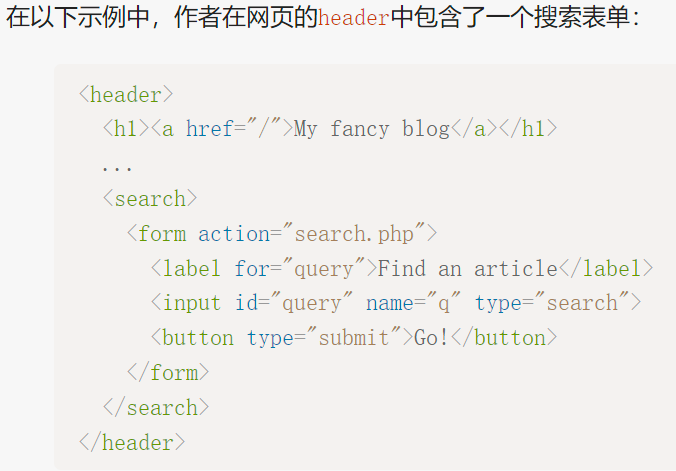 在以下示例中，作者在网页的header中包含了一个搜索表单：
<header>
  <h1><a href="/">My fancy blog</a></h1>
  ...
  <search>
    <form action="search.php">
      <label for="query">Find an article</label>
      <input id="query" name="q" type="search">
      <button type="submit">Go!</button>
    </form>
  </search>
</header>